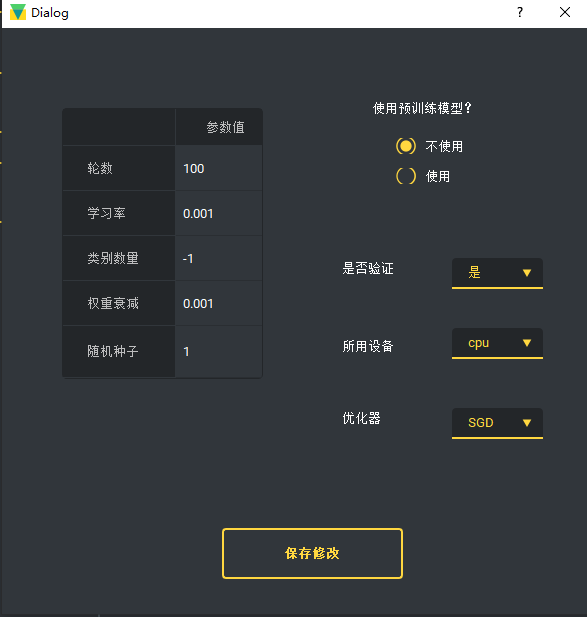 Dialog
参数值
轮数 100
学习率 0.001
类别数量 -1
权重衰减 0.001
随机种子 1
使用预训练模型？
不使用
使用
是否验证 是
所用设备 cpu
优化器 SGD
保存修改